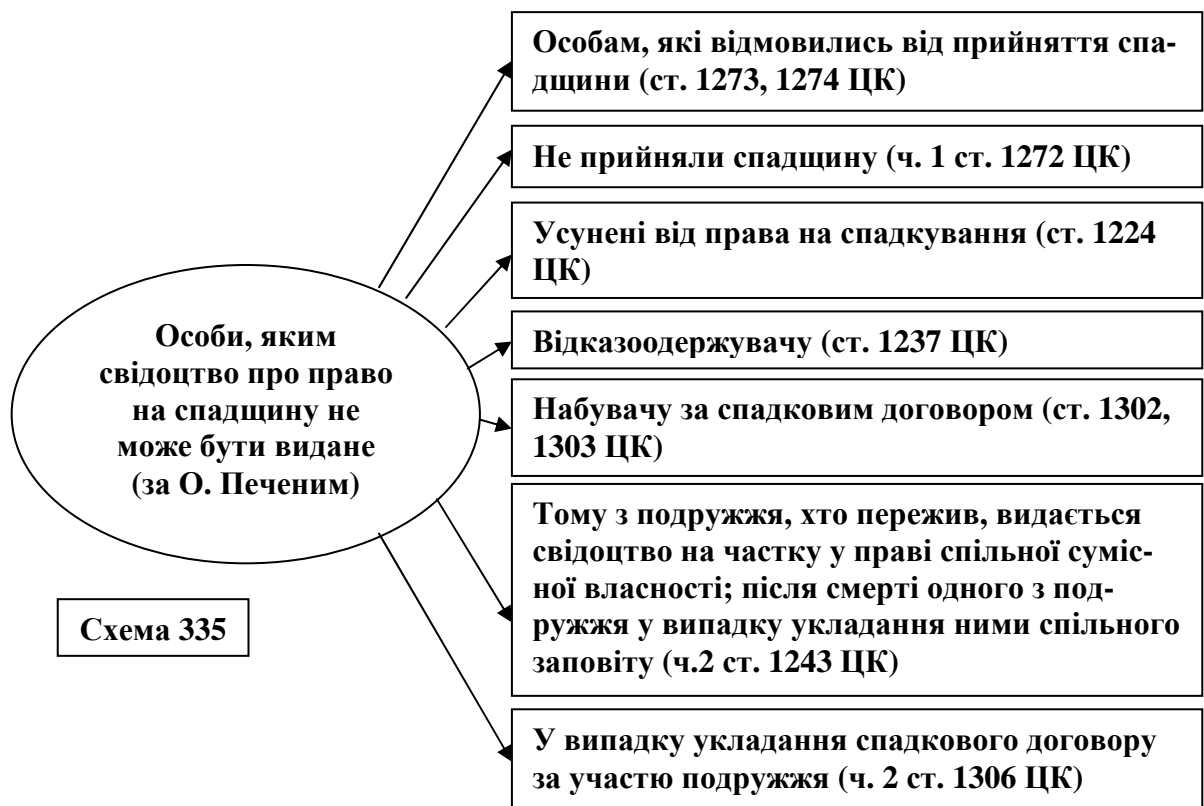 Особам, які відмовились від прийняття спа-
дщини (ст. 1273, 1274 ЦК)
Не прийняли спадщину (ч. 1 ст. 1272 ЦК)
Усунені від права на спадкування (ст. 1224
ЦК)
Відказоодержувачу (ст. 1237 ЦК)
Набувачу за спадковим договором (ст. 1302,
1303 ЦК)
Тому з подружжя, хто пережив, видається
свідоцтво на частку у праві спільної суміс-
ної власності; після смерті одного з под-
ружжя у випадку укладання ними спільного
заповіту (ч.2 ст. 1243 ЦК)
У випадку укладання спадкового договору
за участю подружжя (ч. 2 ст. 1306 ЦК)
Особи, яким
свідоцтво про право
на спадщину не
може бути видане
(за О. Печеним)
Схема 335